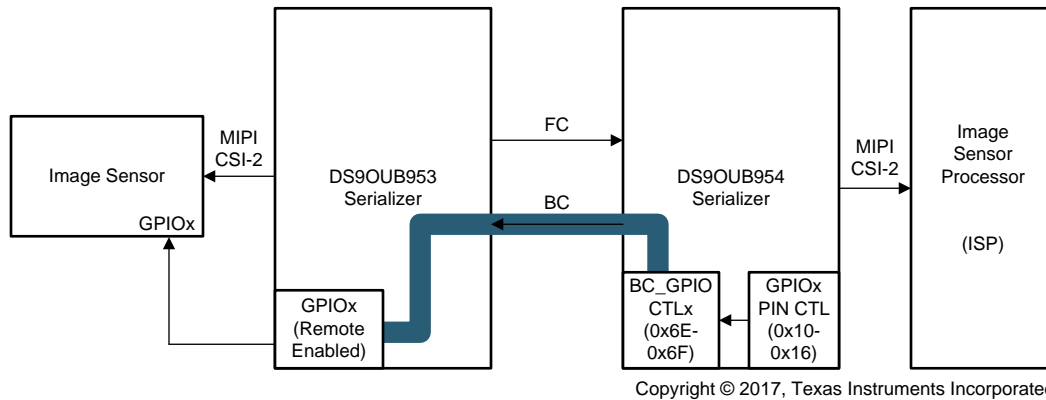 Image Sensor
GPIOx
MIPI
CSI-2
DS9OUB953
Serializer
GPIOx
(Remote
Enabled)
FC
BC
DS9OUB954
Serializer
BC_GPIO
CTLx
(0x6E-
0x6F)
GPIOx
PIN CTL
(0x10-
0x16)
MIPI
CSI-2
Image
Sensor
Processor
(ISP)
Copyright © 2017, Texas Instruments Incorporate